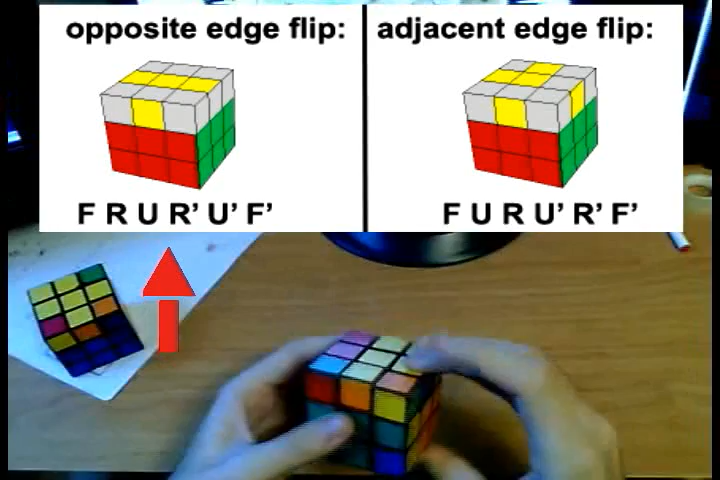 opposite edge flip:
adjacent edge flip:
F R U R’ U’ F’
F U R U’ R’ F’